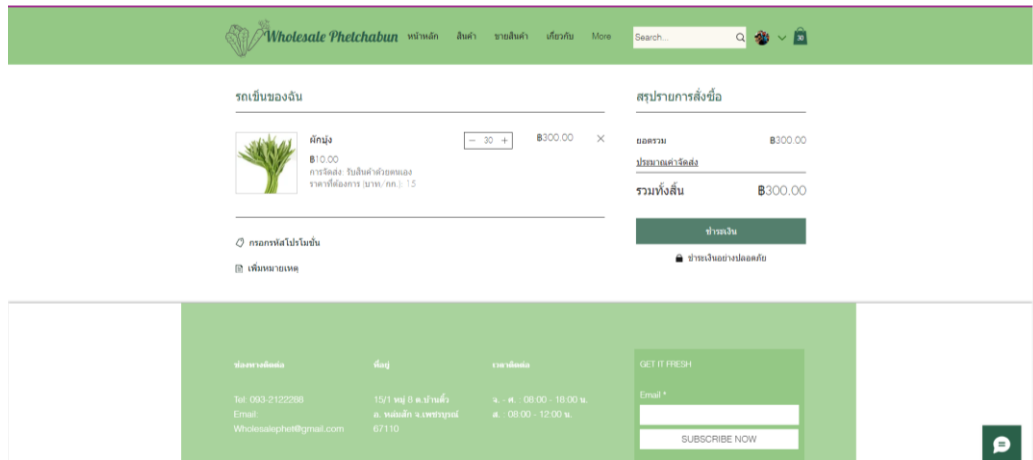 Wholesale Phetchabun
หน้าหลัก สินค้า ขายสินค้า เกี่ยวกับ More
Search...
30
รถเข็นของฉัน
ผักบุ้ง
฿10.00
การจัดส่ง: รับสินค้าด้วยตนเอง
ราคาที่ต้องการ (บาท/กก.): 15
− 30 +
฿300.00
กรอกรหัสโปรโมชั่น
เพิ่มหมายเหตุ
สรุปรายการสั่งซื้อ
ยอดรวม ฿300.00
ประมาณค่าจัดส่ง
รวมทั้งสิ้น ฿300.00
ชำระเงิน
ชำระเงินอย่างปลอดภัย
ช่องทางติดต่อ
Tel: 093-2122266
Email:
Wholesalephet@gmail.com
ที่อยู่
15/1 หมู่ 8 ต.บ้านติ้ว
อ. หล่มสัก จ.เพชรบูรณ์
67110
เวลาติดต่อ
จ. - ศ. : 08:00 - 18:00 น.
ส. : 08:00 - 12:00 น.
GET IT FRESH
Email *
SUBSCRIBE NOW